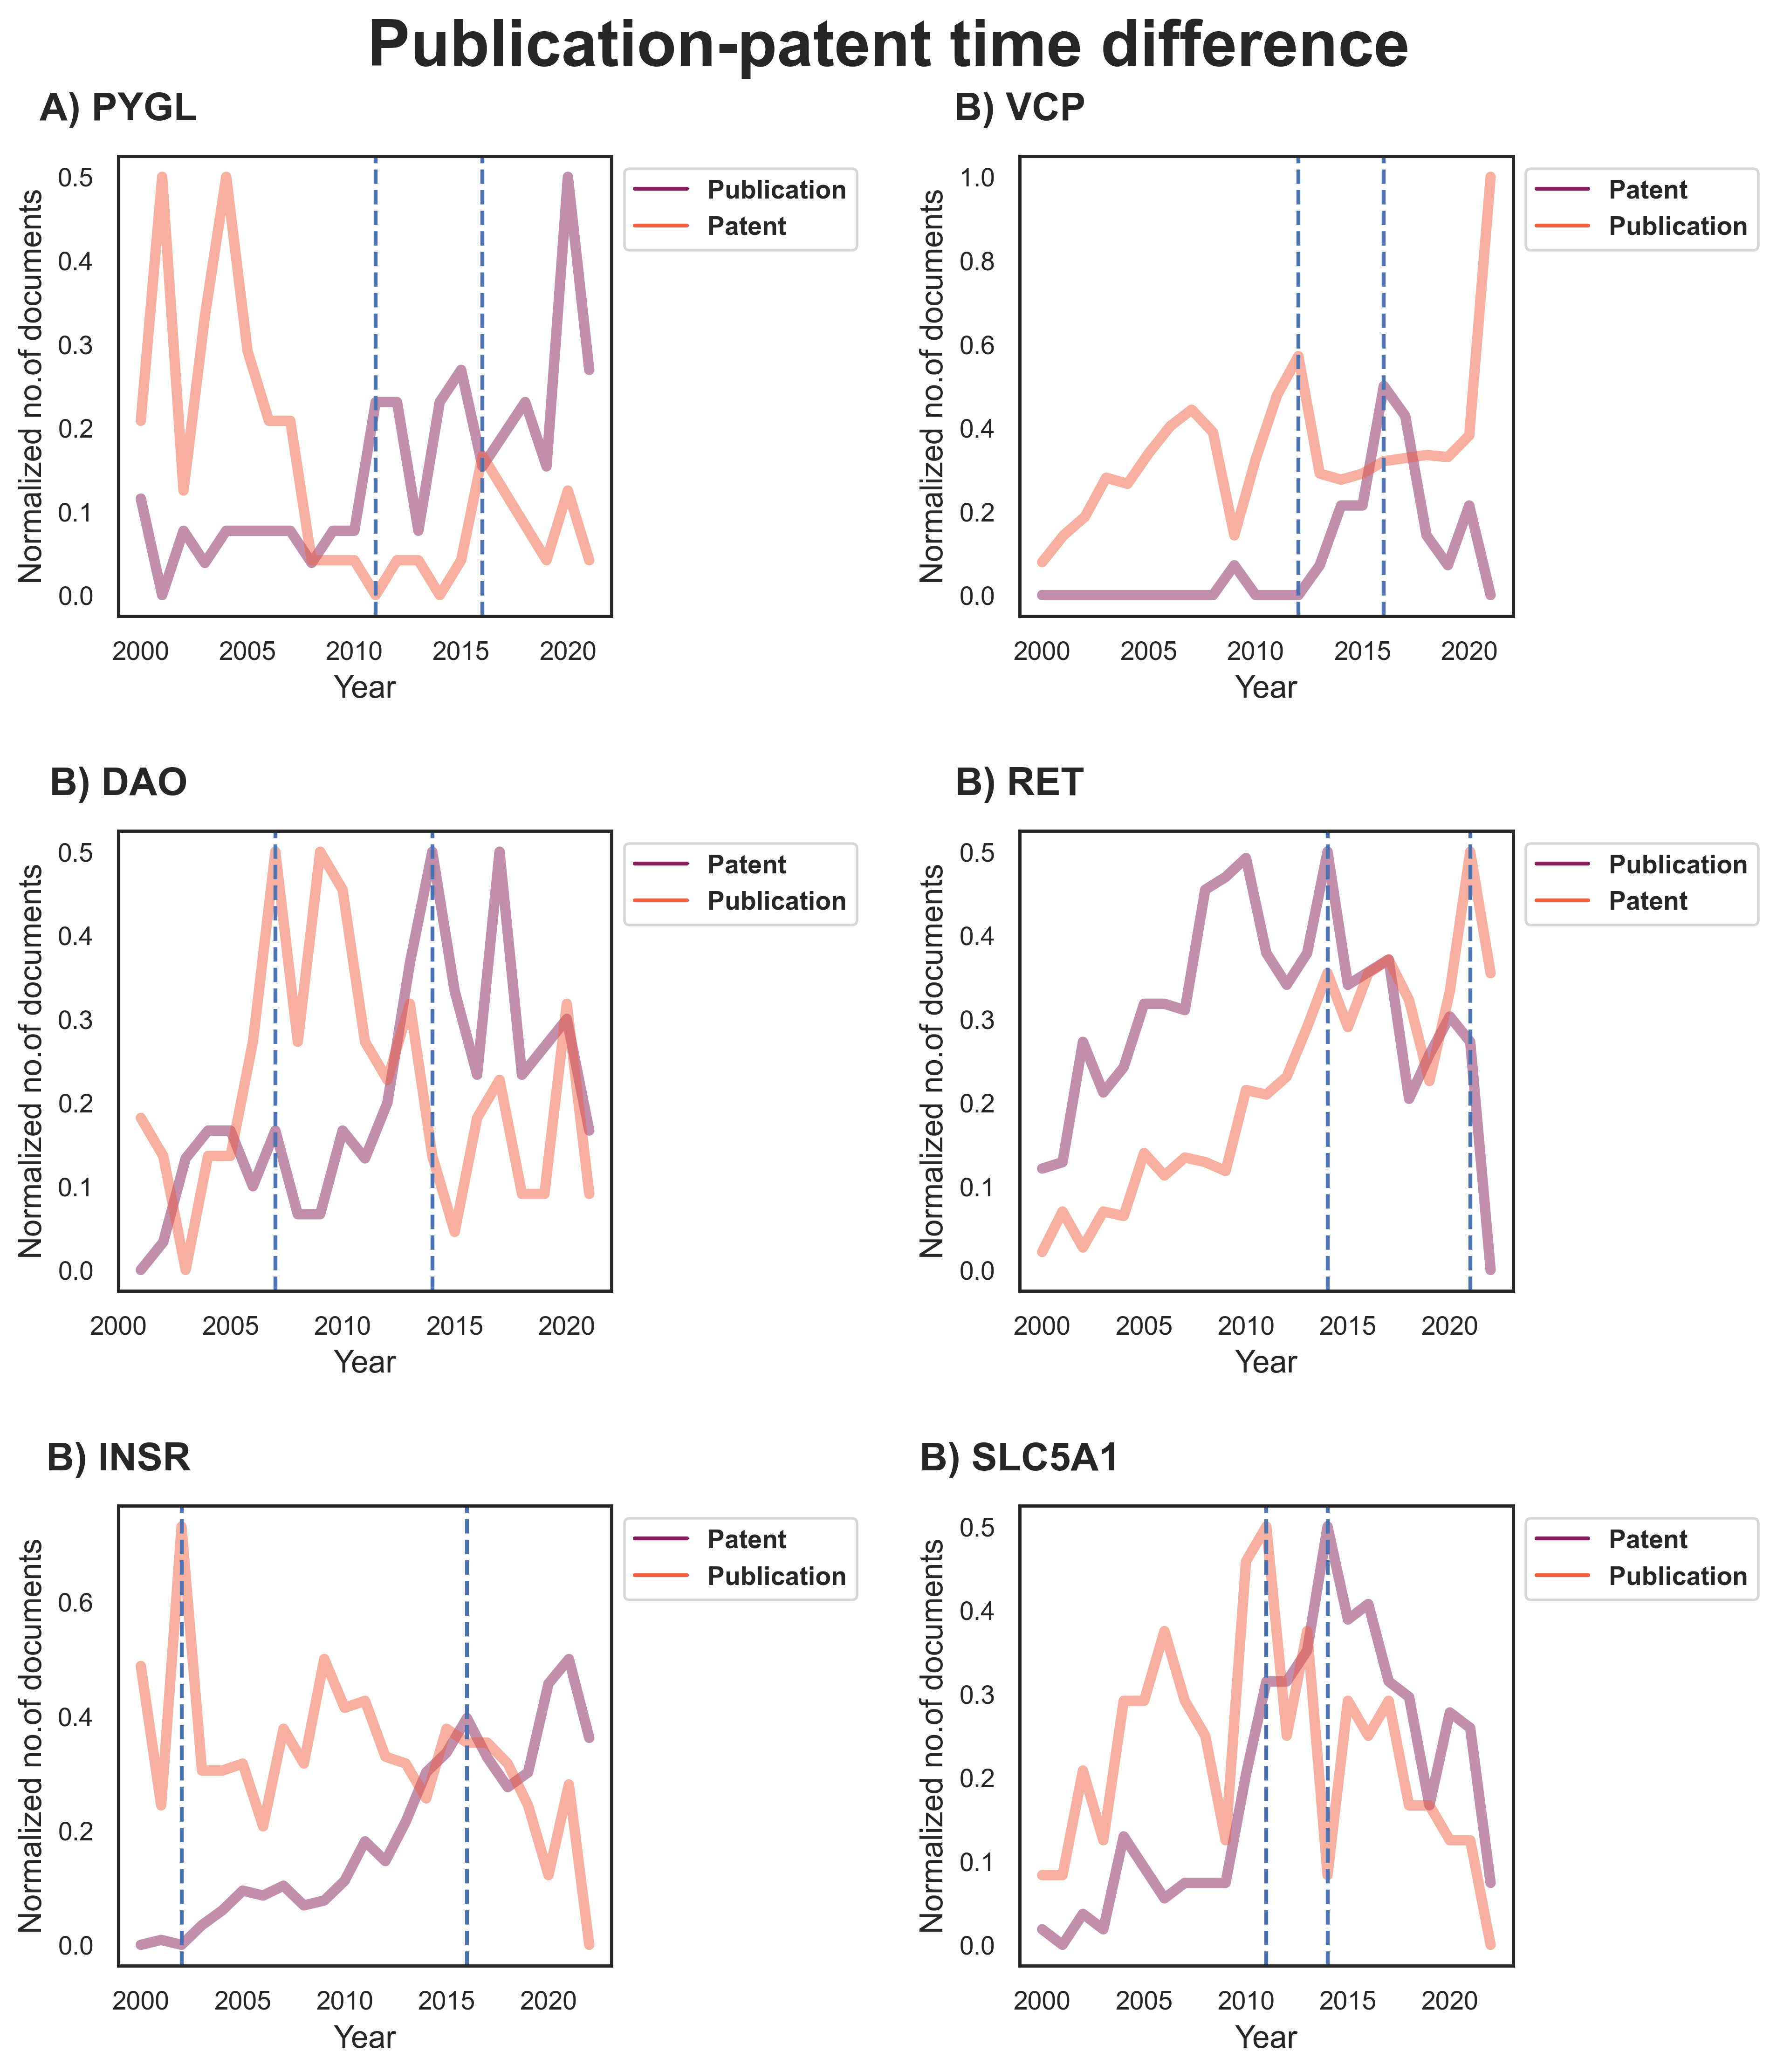 Publication-patent time difference
A) PYGL
Normalized no.of documents
0.5
0.4
0.3
0.2
0.1
0.0
2000 2005 2010 2015 2020
Year
Publication
Patent
B) VCP
Normalized no.of documents
1.0
0.8
0.6
0.4
0.2
0.0
2000 2005 2010 2015 2020
Year
Patent
Publication
B) DAO
Normalized no.of documents
0.5
0.4
0.3
0.2
0.1
0.0
2000 2005 2010 2015 2020
Year
Patent
Publication
B) RET
Normalized no.of documents
0.5
0.4
0.3
0.2
0.1
0.0
2000 2005 2010 2015 2020
Year
Publication
Patent
B) INSR
Normalized no.of documents
0.6
0.4
0.2
0.0
2000 2005 2010 2015 2020
Year
Patent
Publication
B) SLC5A1
Normalized no.of documents
0.5
0.4
0.3
0.2
0.1
0.0
2000 2005 2010 2015 2020
Year
Patent
Publication